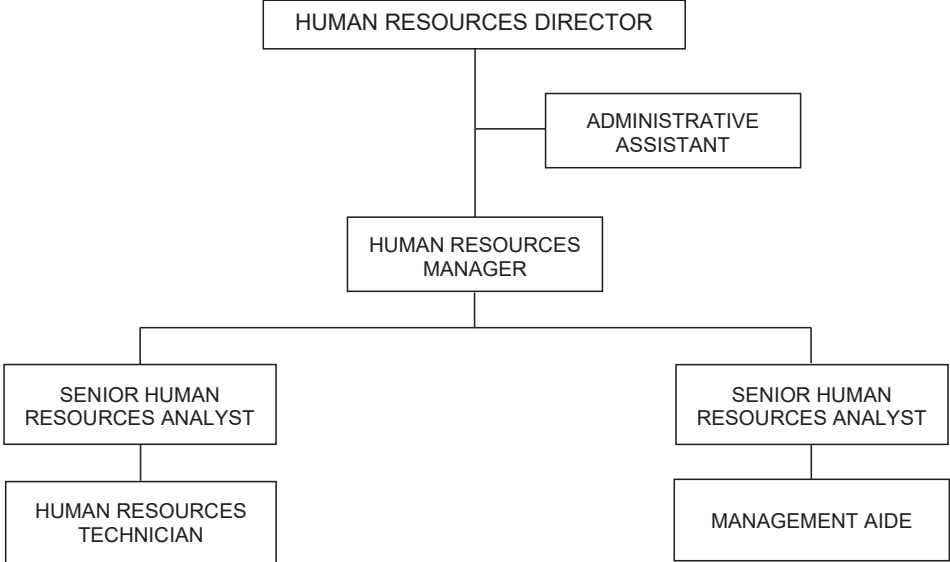 HUMAN RESOURCES DIRECTOR
ADMINISTRATIVE
ASSISTANT
HUMAN RESOURCES
MANAGER
SENIOR HUMAN
RESOURCES ANALYST
SENIOR HUMAN
RESOURCES ANALYST
HUMAN RESOURCES
TECHNICIAN
MANAGEMENT AIDE